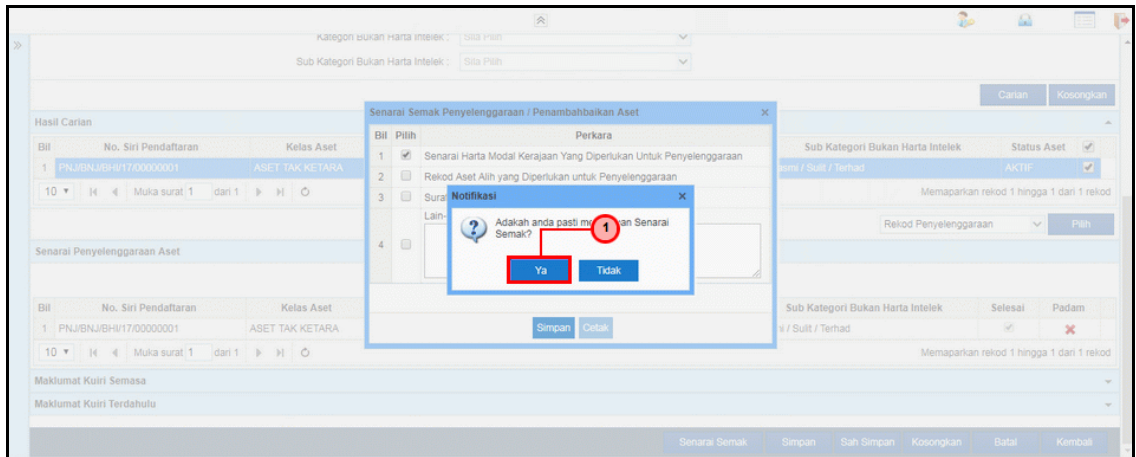 Kategori Bukan Harta Intelek : Sila Pilih
Sub Kategori Bukan Harta Intelek : Sila Pilih
Carian Kosongkan
Senarai Semak Penyelenggaraan / Penambahbaikan Aset
Hasil Carian
Bil Pilih Perkara
Bil No. Siri Pendaftaran Kelas Aset Sub Kategori Bukan Harta Intelek Status Aset
1 Senarai Harta Modal Kerajaan Yang Diperlukan Untuk Penyelenggaraan
1 PNJ/BNJ/BHI/17/00000001 ASET TAK KETARA / Sulit / Terhad AKTIF
2 Rekod Aset Alih yang Diperlukan untuk Penyelenggaraan
10 Muka surat 1 dari 1 Memaparkan rekod 1 hingga 1 dari 1 rekod
3 Notifikasi
Adakah anda pasti Senarai
Semak?
1
Rekod Penyelenggaraan Pilih
4
Ya Tidak
Senarai Penyelenggaraan Aset
Bil No. Siri Pendaftaran Kelas Aset Sub Kategori Bukan Harta Intelek Selesai Padam
1 PNJ/BNJ/BHI/17/00000001 ASET TAK KETARA / Sulit / Terhad
Simpan Cetak
10 Muka surat 1 dari 1 Memaparkan rekod 1 hingga 1 dari 1 rekod
Maklumat Kuiri Semasa
Maklumat Kuiri Terdahulu
Senarai Semak Simpan Sah Simpan Kosongkan Batal Kembali